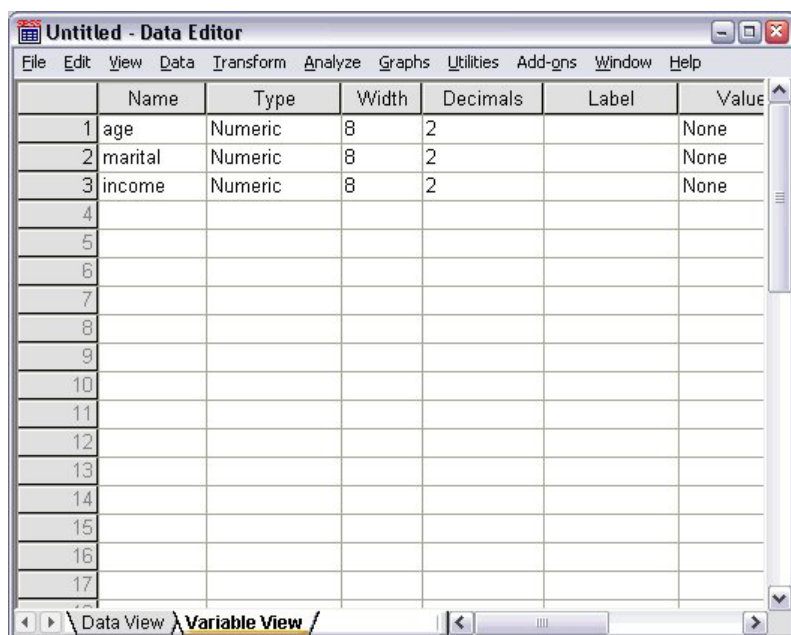 Untitled - Data Editor
File Edit View Data Transform Analyze Graphs Utilities Add-ons Window Help
Name Type Width Decimals Label Value
1 age Numeric 8 2 None
2 marital Numeric 8 2 None
3 income Numeric 8 2 None
4
5
6
7
8
9
10
11
12
13
14
15
16
17
Data View Variable View